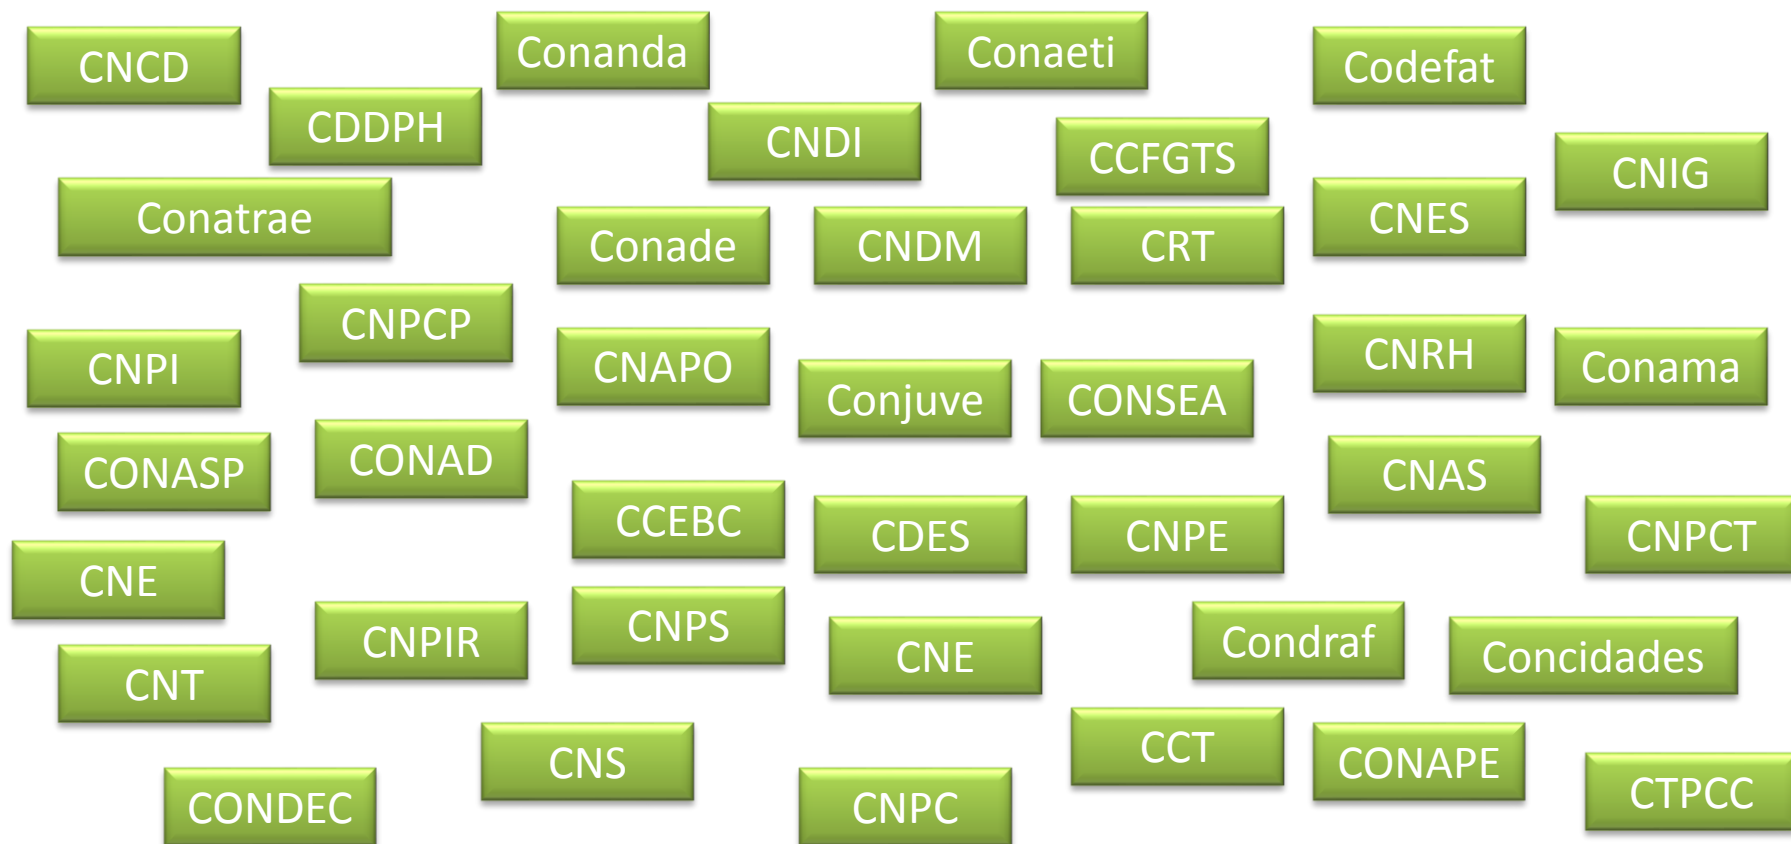 CNCD
Conanda
Conaeti
Codefat
CDDPH
CNDI
CCFGTS
CNIG
Conatrae
Conade
CNDM
CRT
CNES
CNPCP
CNPI
CNAPO
Conjuve
CONSEA
CNRH
Conama
CONASP
CONAD
CNAS
CCEBC
CDES
CNPE
CNPCT
CNE
CNPIR
CNPS
CNE
Condraf
Concidades
CNT
CNS
CCT
CONAPE
CONDEC
CNPC
CTPCC